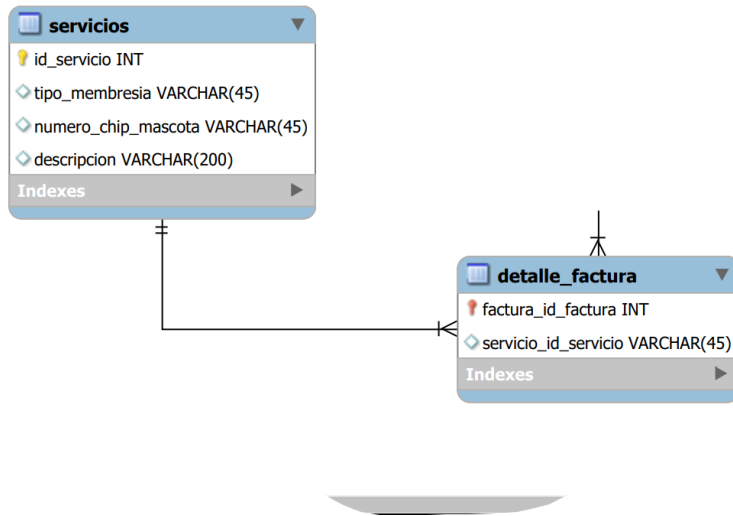 servicios
id_servicio INT
tipo_membresia VARCHAR(45)
numero_chip_mascota VARCHAR(45)
descripcion VARCHAR(200)
Indexes
detalle_factura
factura_id_factura INT
servicio_id_servicio VARCHAR(45)
Indexes